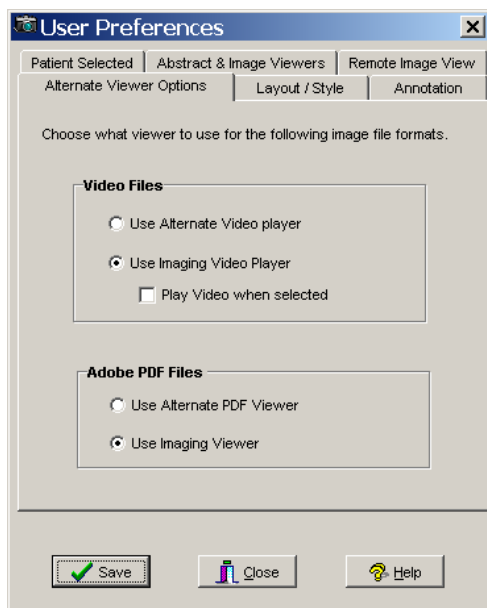 User Preferences
Patient Selected Abstract & Image Viewers Remote Image View
Alternate Viewer Options Layout / Style Annotation
Choose what viewer to use for the following image file formats.
Video Files
Use Alternate Video player
Use Imaging Video Player
Play Video when selected
Adobe PDF Files
Use Alternate PDF Viewer
Use Imaging Viewer
Save Close Help